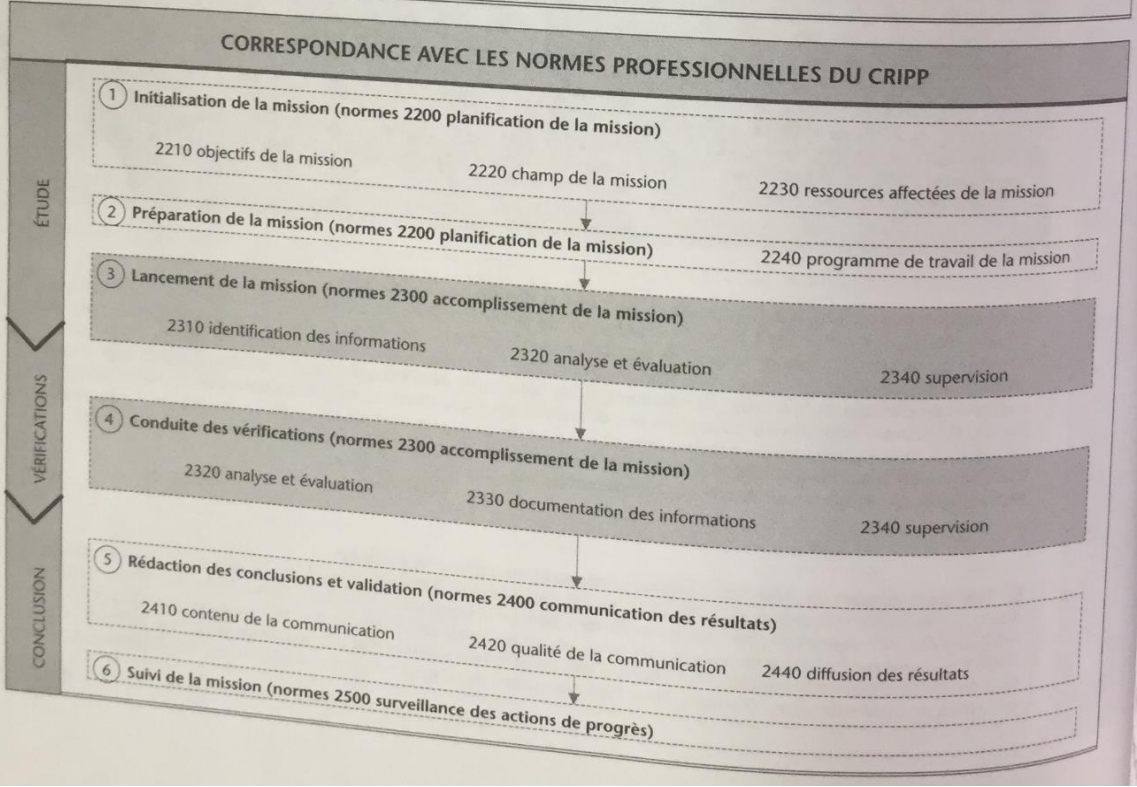 CORRESPONDANCE AVEC LES NORMES PROFESSIONNELLES DU CRIPP
ÉTUDE
1 Initialisation de la mission (normes 2200 planification de la mission)
2210 objectifs de la mission
2220 champ de la mission
2230 ressources affectées de la mission
2 Préparation de la mission (normes 2200 planification de la mission)
2240 programme de travail de la mission
3 Lancement de la mission (normes 2300 accomplissement de la mission)
2310 identification des informations
2320 analyse et évaluation
2340 supervision
VÉRIFICATIONS
4 Conduite des vérifications (normes 2300 accomplissement de la mission)
2320 analyse et évaluation
2330 documentation des informations
2340 supervision
CONCLUSION
5 Rédaction des conclusions et validation (normes 2400 communication des résultats)
2410 contenu de la communication
2420 qualité de la communication
2440 diffusion des résultats
6 Suivi de la mission (normes 2500 surveillance des actions de progrès)